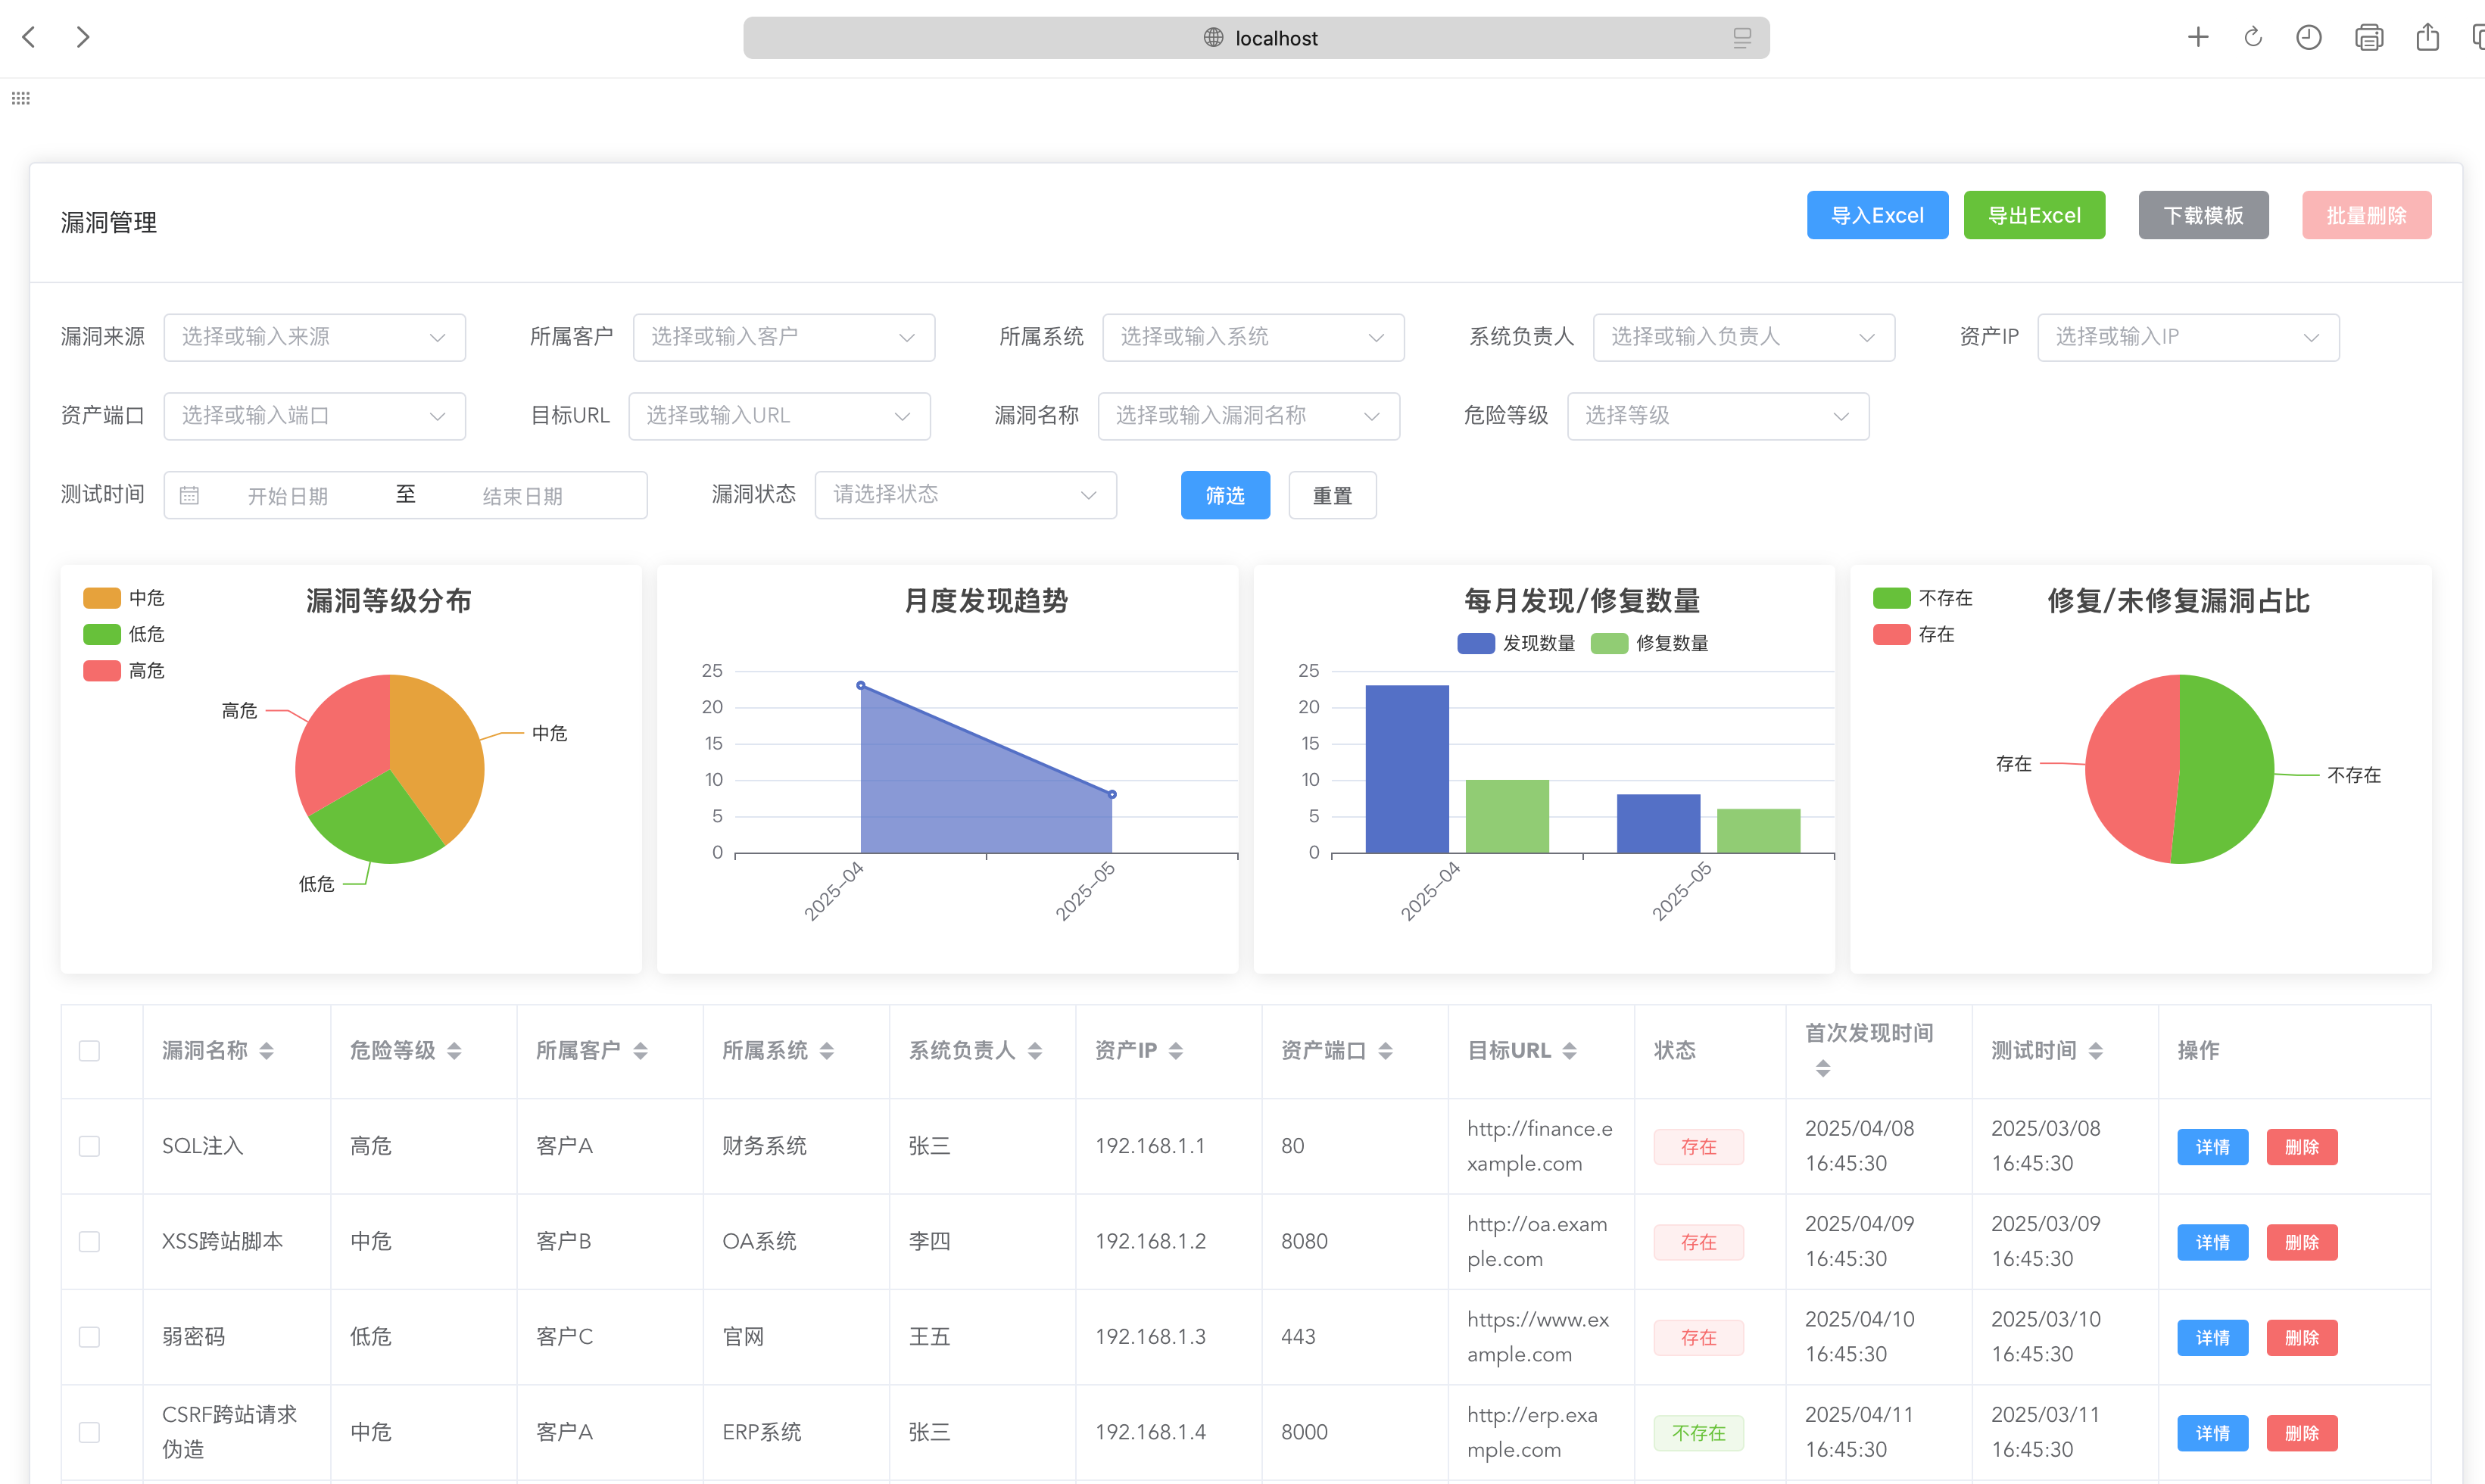 localhost
漏洞管理
导入Excel
导出Excel
下载模板
批量删除
漏洞来源 选择或输入来源
所属客户 选择或输入客户
所属系统 选择或输入系统
系统负责人 选择或输入负责人
资产IP 选择或输入IP
资产端口 选择或输入端口
目标URL 选择或输入URL
漏洞名称 选择或输入漏洞名称
危险等级 选择等级
测试时间 开始日期 至 结束日期
漏洞状态 请选择状态
筛选
重置
漏洞等级分布
中危
低危
高危
高危
中危
低危
月度发现趋势
25
20
15
10
5
0
2025-04
2025-05
每月发现/修复数量
发现数量 修复数量
25
20
15
10
5
0
2025-04
2025-05
修复/未修复漏洞占比
不存在
存在
存在
不存在
漏洞名称 危险等级 所属客户 所属系统 系统负责人 资产IP 资产端口 目标URL 状态 首次发现时间 测试时间 操作
SQL注入 高危 客户A 财务系统 张三 192.168.1.1 80 http://finance.e 存在 2025/04/08 2025/03/08 详情 删除
xample.com 16:45:30 16:45:30
XSS跨站脚本 中危 客户B OA系统 李四 192.168.1.2 8080 http://oa.exam 存在 2025/04/09 2025/03/09 详情 删除
ple.com 16:45:30 16:45:30
弱密码 低危 客户C 官网 王五 192.168.1.3 443 https://www.ex 存在 2025/04/10 2025/03/10 详情 删除
ample.com 16:45:30 16:45:30
CSRF跨站请求 中危 客户A ERP系统 张三 192.168.1.4 8000 http://erp.exa 不存在 2025/04/11 2025/03/11 详情 删除
伪造 mple.com 16:45:30 16:45:30